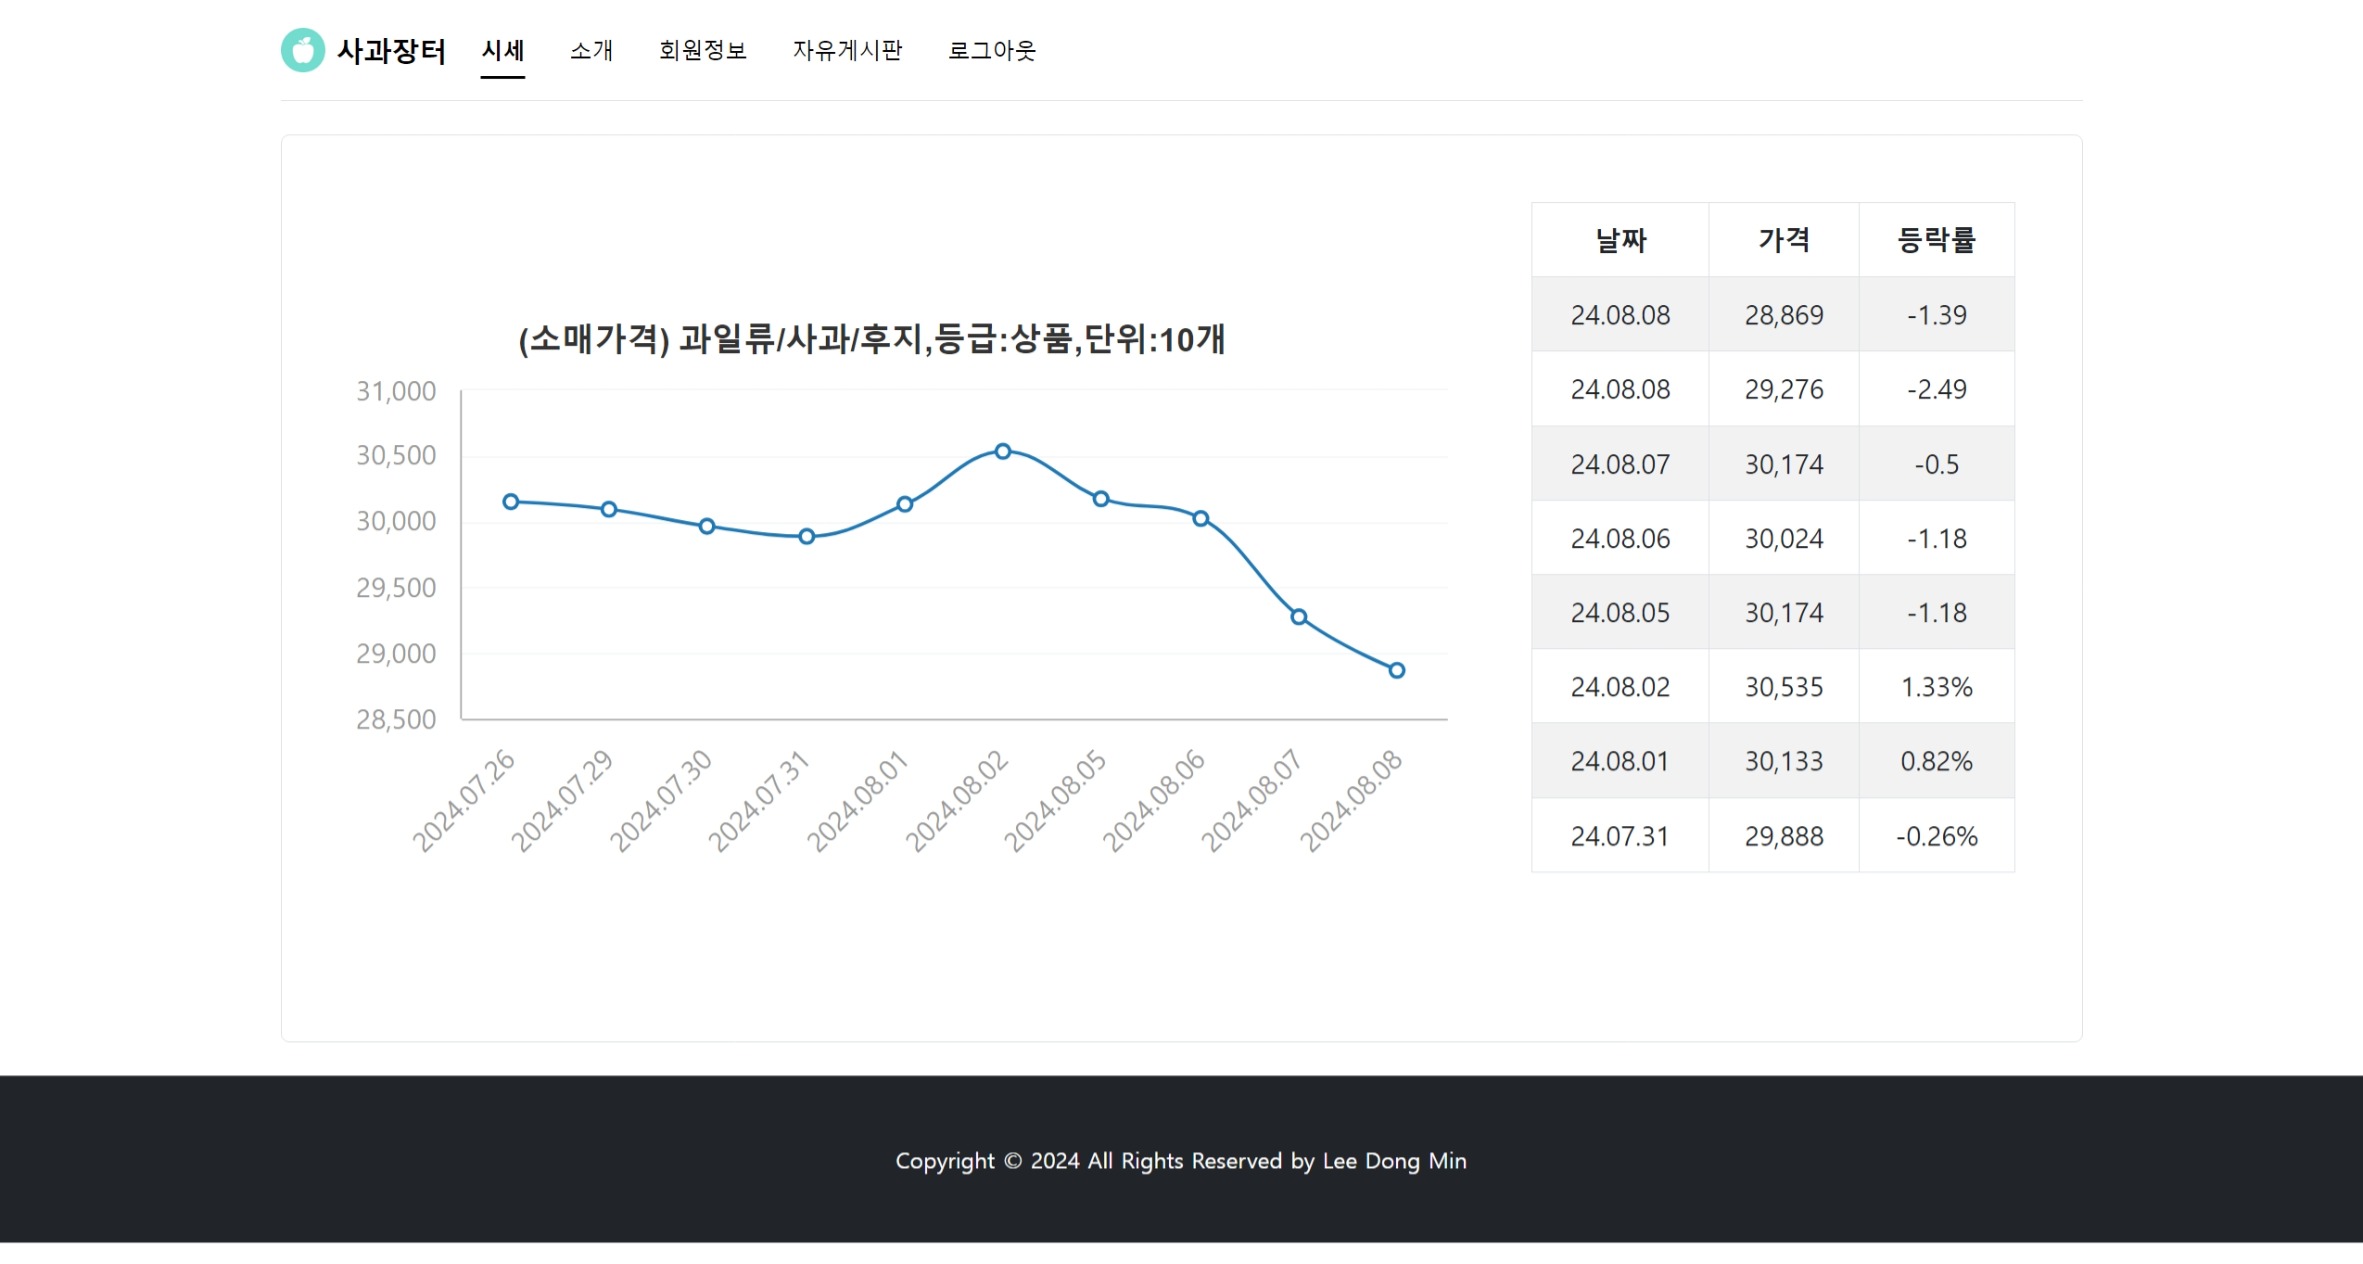 사과장터 시세 소개 회원정보 자유게시판 로그아웃
(소매가격) 과일류/사과/후지,등급:상품,단위:10개
31,000
30,500
30,000
29,500
29,000
28,500
2024.07.26 2024.07.29 2024.07.30 2024.07.31 2024.08.01 2024.08.02 2024.08.05 2024.08.06 2024.08.07 2024.08.08
날짜 가격 등락률
24.08.08 28,869 -1.39
24.08.08 29,276 -2.49
24.08.07 30,174 -0.5
24.08.06 30,024 -1.18
24.08.05 30,174 -1.18
24.08.02 30,535 1.33%
24.08.01 30,133 0.82%
24.07.31 29,888 -0.26%
Copyright © 2024 All Rights Reserved by Lee Dong Min